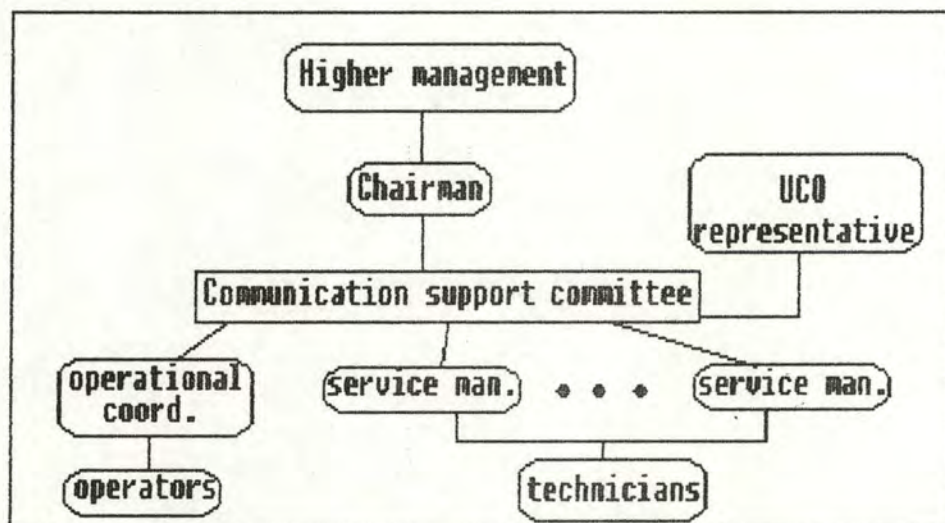 Higher management
Chairman
UCO
representative
Communication support committee
operational
coord.
service man.
service man.
operators
technicians